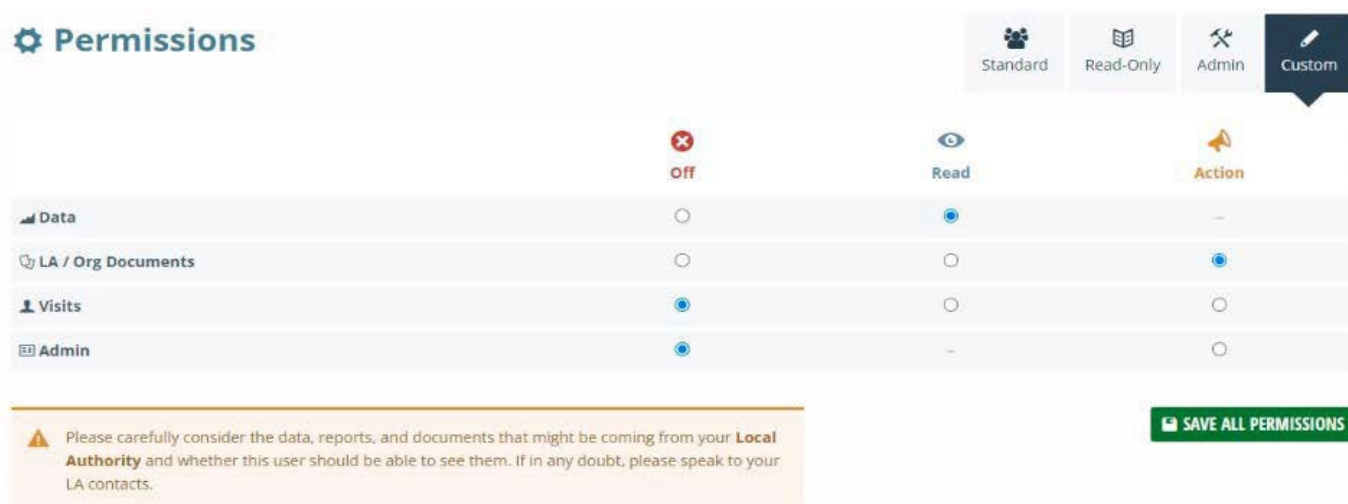 Permissions
Standard
Read-Only
Admin
Custom
Off
Read
Action
Data
–
LA / Org Documents
Visits
Admin
–
Please carefully consider the data, reports, and documents that might be coming from your Local
Authority and whether this user should be able to see them. If in any doubt, please speak to your
LA contacts.
SAVE ALL PERMISSIONS